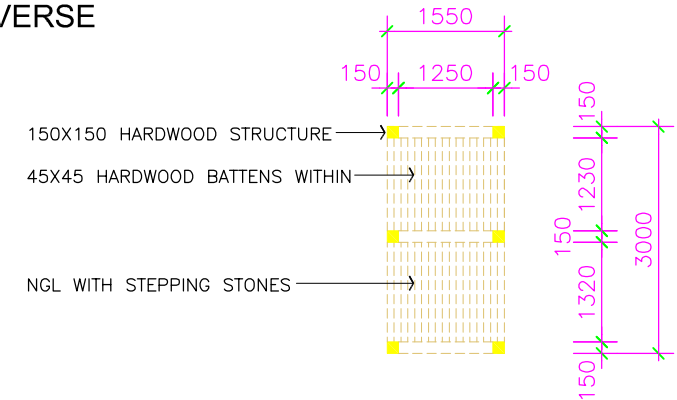 VERSE
1550
150 1250 150
150X150 HARDWOOD STRUCTURE
45X45 HARDWOOD BATTENS WITHIN
NGL WITH STEPPING STONES
150
1230
150
1320
150
3000